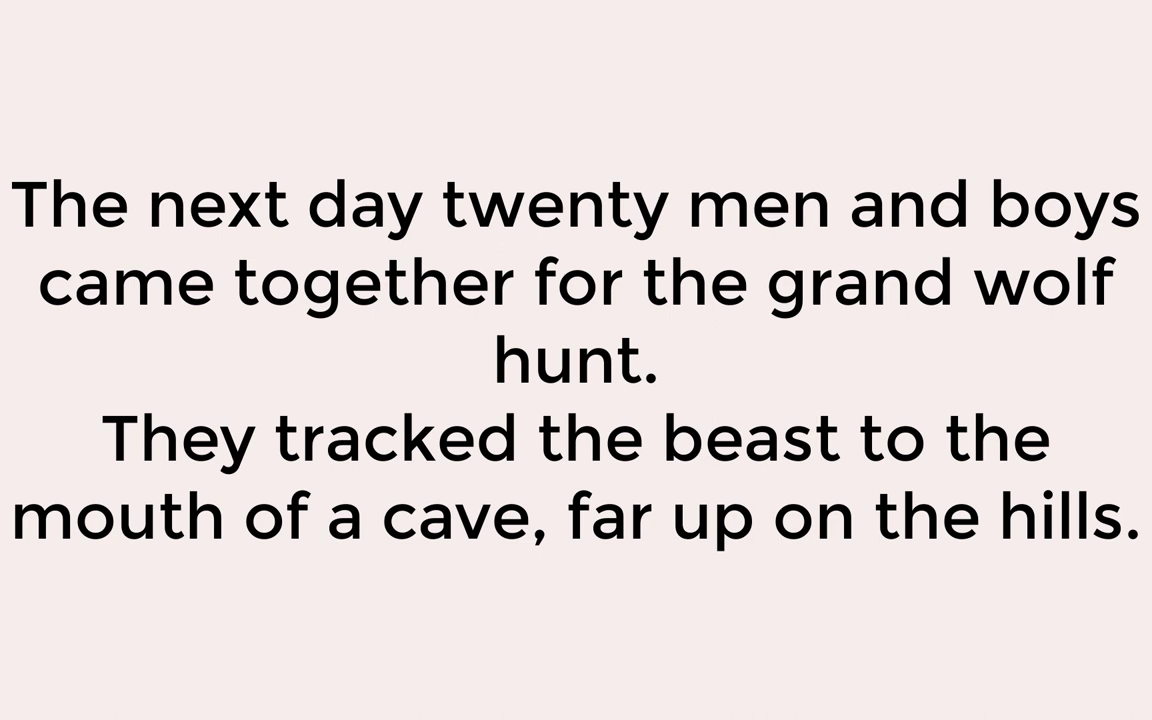 The next day twenty men and boys
came together for the grand wolf
hunt.
They tracked the beast to the
mouth of a cave, far up on the hills.